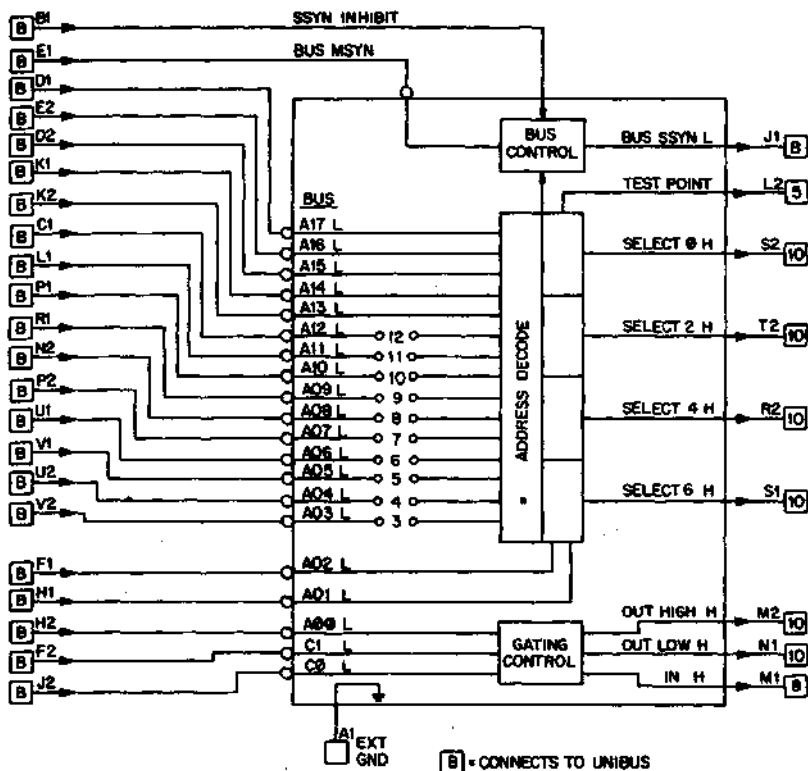 B B1 SSYN INHIBIT
B E1 BUS MSYN
B D1
B E2
B D2
B K1
B K2
B C1
B L1
B P1
B R1
B N2
B P2
B U1
B V1
B U2
B V2
B F1
B H1
B H2
B F2
B J2
BUS
A17 L
A16 L
A15 L
A14 L
A13 L
A12 L 12
A11 L 11
A10 L 10
A09 L 9
A08 L 8
A07 L 7
A06 L 6
A05 L 5
A04 L 4
A03 L 3
A02 L
A01 L
A00 L
C1 L
C0 L
BUS
CONTROL
ADDRESS DECODE
=
GATING
CONTROL
BUS SSYN L J1 B
TEST POINT L2 5
SELECT 0 H S2 10
SELECT 2 H T2 10
SELECT 4 H R2 10
SELECT 6 H S1 10
OUT HIGH H M2 10
OUT LOW H N1 10
IN H M1 8
A1 EXT
GND
B = CONNECTS TO UNIBUS